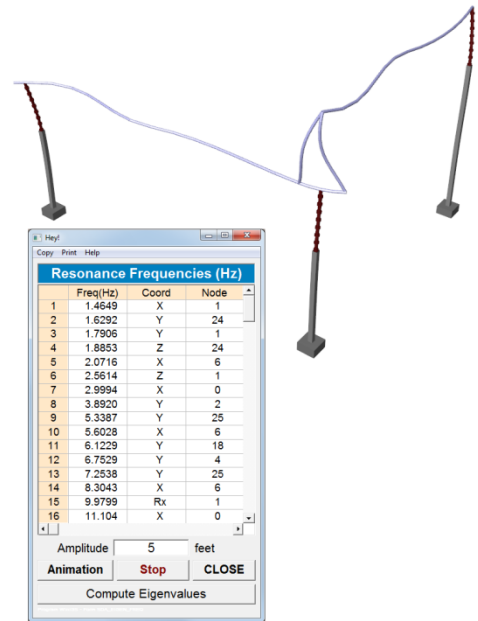 Hey!
Copy Print Help
Resonance Frequencies (Hz)
Freq(Hz) Coord Node
1 1.4649 X 1
2 1.6292 Y 24
3 1.7906 Y 1
4 1.8853 Z 24
5 2.0716 X 6
6 2.5614 Z 1
7 2.9994 X 0
8 3.8920 Y 2
9 5.3387 Y 25
10 5.6028 X 6
11 6.1229 Y 18
12 6.7529 Y 4
13 7.2538 Y 25
14 8.3043 X 6
15 9.9799 Rx 1
16 11.104 X 0
Amplitude 5 feet
Animation Stop CLOSE
Compute Eigenvalues